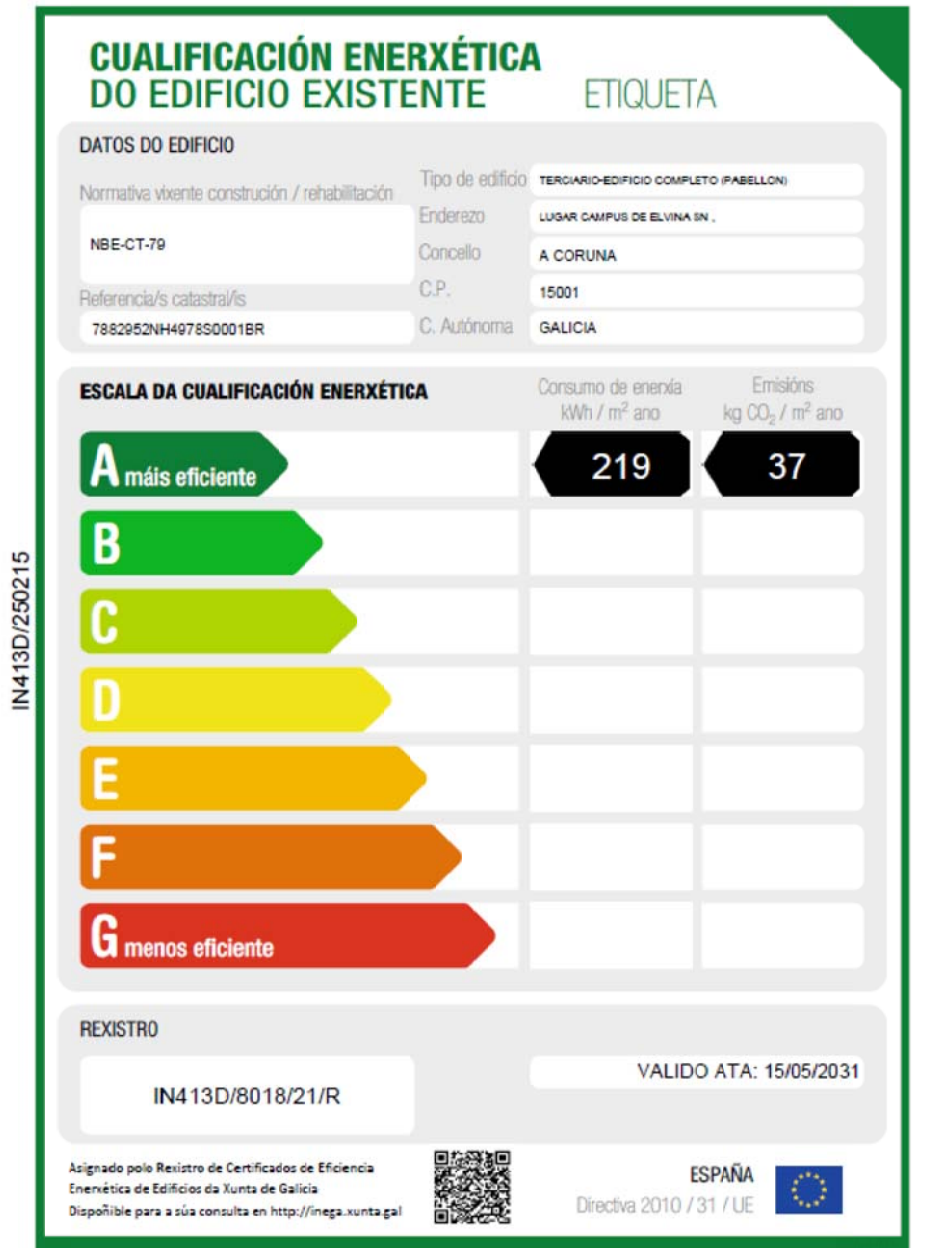 CUALIFICACIÓN ENERXÉTICA
DO EDIFICIO EXISTENTE
ETIQUETA
DATOS DO EDIFICIO
Normativa vixente construción / rehabilitación
NBE-CT-79
Referencia/s catastral/is
7882952NH4978S0001BR
Tipo de edificio TERCIARIO-EDIFICIO COMPLETO (PABELLON)
Enderezo LUGAR CAMPUS DE ELVINA SN ,
Concello A CORUNA
C.P. 15001
C. Autónoma GALICIA
ESCALA DA CUALIFICACIÓN ENERXÉTICA
Consumo de enerxía
kWh / m² ano
Emisións
kg CO₂ / m² ano
A máis eficiente 219 37
B
C
D
E
F
G menos eficiente
REXISTRO
IN413D/8018/21/R
VALIDO ATA: 15/05/2031
Asignado polo Rexistro de Certificados de Eficiencia
Enerxética de Edificios da Xunta de Galicia
Dispoñible para a súa consulta en http://inega.xunta.gal
ESPAÑA
Directiva 2010 / 31 / UE
IN413D/250215